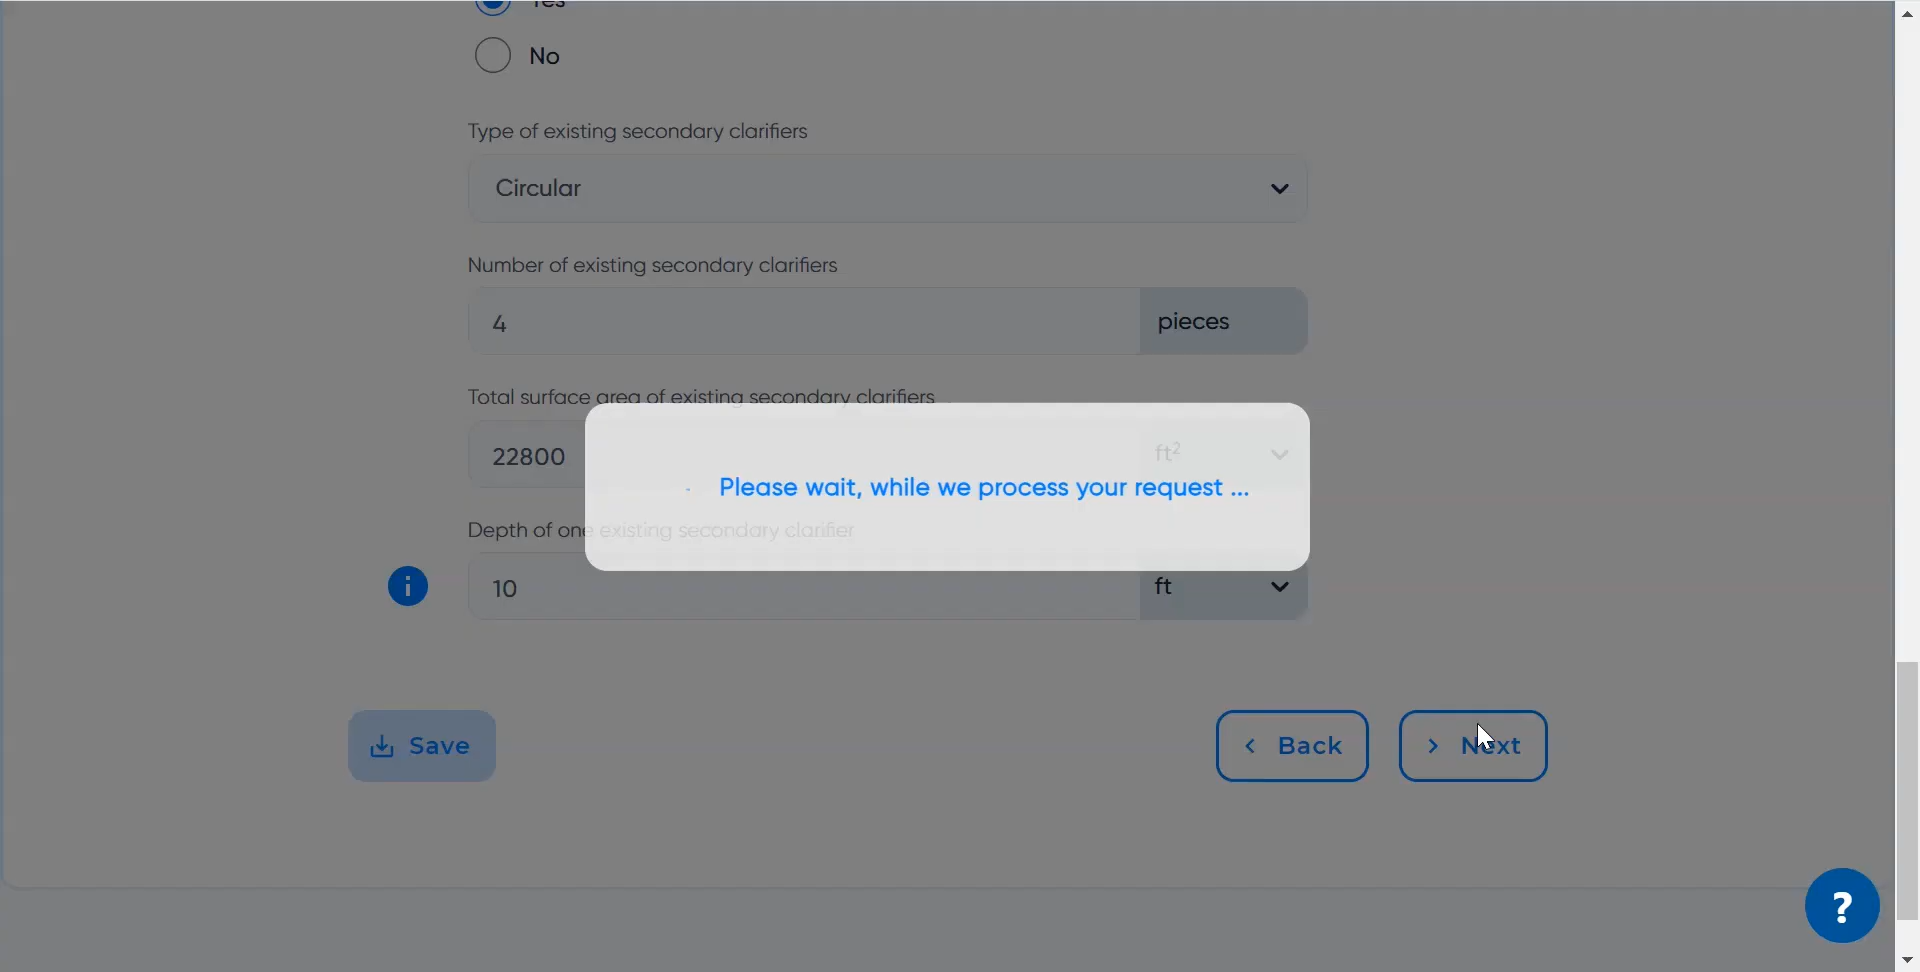 Yes
No
Type of existing secondary clarifiers
Circular
Number of existing secondary clarifiers
4 pieces
Total surface area of existing secondary clarifiers
22800 ft²
Please wait, while we process your request ...
Depth of one existing secondary clarifier
i 10 ft
Save Back Next
?